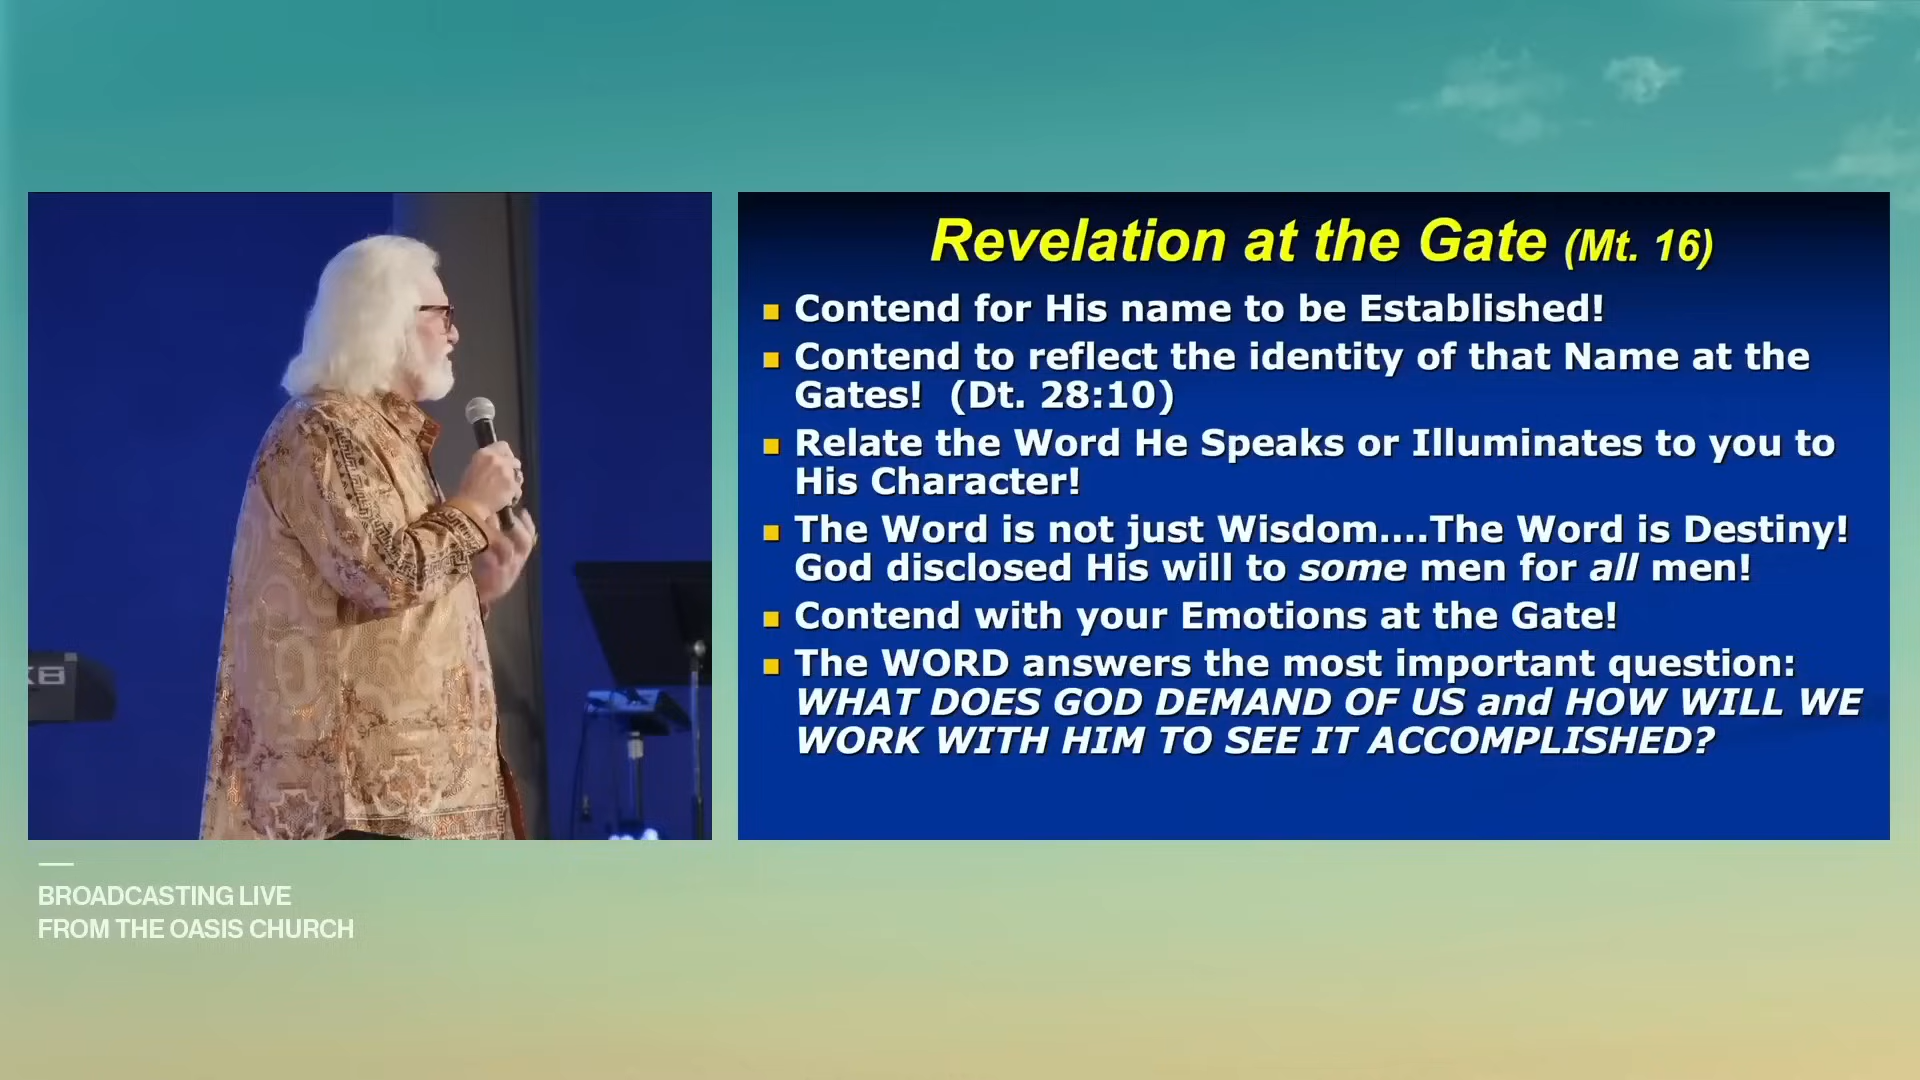 Revelation at the Gate (Mt. 16)
Contend for His name to be Established!
Contend to reflect the identity of that Name at the
Gates!  (Dt. 28:10)
Relate the Word He Speaks or Illuminates to you to
His Character!
The Word is not just Wisdom....The Word is Destiny!
God disclosed His will to some men for all men!
Contend with your Emotions at the Gate!
The WORD answers the most important question:
WHAT DOES GOD DEMAND OF US and HOW WILL WE
WORK WITH HIM TO SEE IT ACCOMPLISHED?
BROADCASTING LIVE
FROM THE OASIS CHURCH